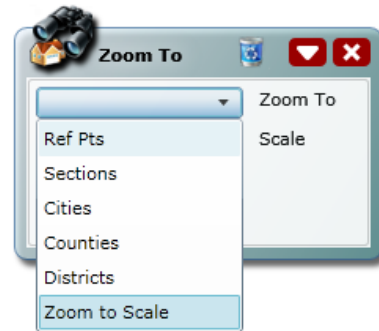 Zoom To
Zoom To
Ref Pts
Scale
Sections
Cities
Counties
Districts
Zoom to Scale